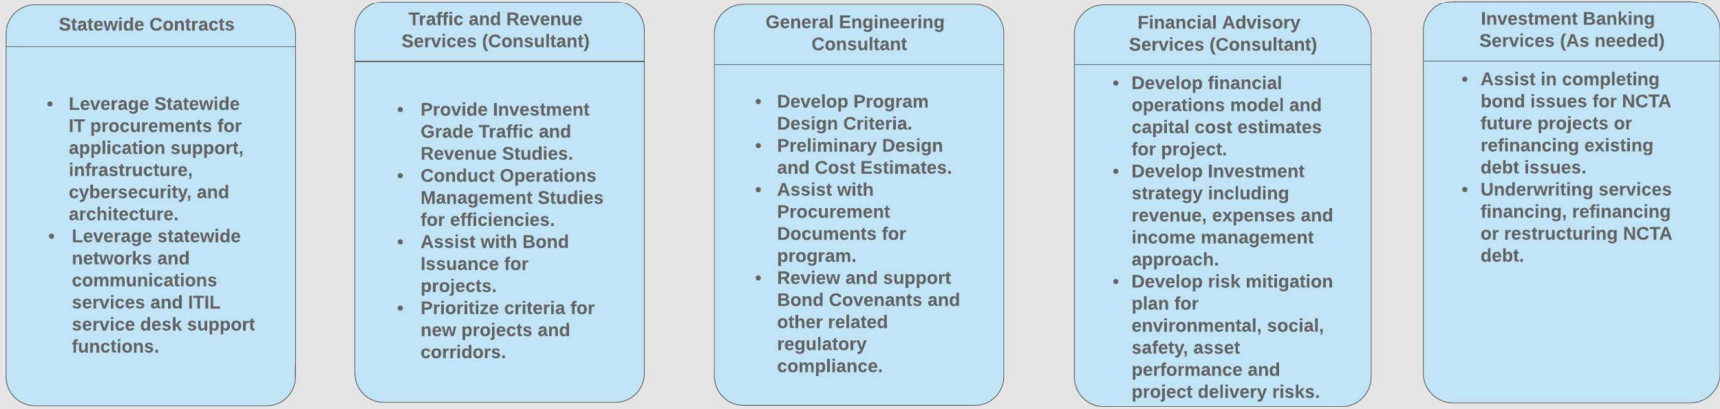 Statewide Contracts
• Leverage Statewide
IT procurements for
application support,
infrastructure,
cybersecurity, and
architecture.
• Leverage statewide
networks and
communications
services and ITIL
service desk support
functions.
Traffic and Revenue
Services (Consultant)
• Provide Investment
Grade Traffic and
Revenue Studies.
• Conduct Operations
Management Studies
for efficiencies.
• Assist with Bond
Issuance for
projects.
• Prioritize criteria for
new projects and
corridors.
General Engineering
Consultant
• Develop Program
Design Criteria.
• Preliminary Design
and Cost Estimates.
• Assist with
Procurement
Documents for
program.
• Review and support
Bond Covenants and
other related
regulatory
compliance.
Financial Advisory
Services (Consultant)
• Develop financial
operations model and
capital cost estimates
for project.
• Develop Investment
strategy including
revenue, expenses and
income management
approach.
• Develop risk mitigation
plan for
environmental, social,
safety, asset
performance and
project delivery risks.
Investment Banking
Services (As needed)
• Assist in completing
bond issues for NCTA
future projects or
refinancing existing
debt issues.
• Underwriting services
financing, refinancing
or restructuring NCTA
debt.